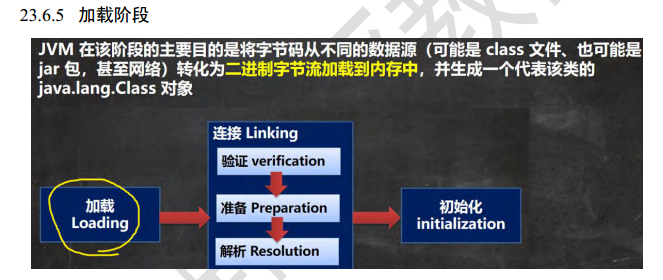 23.6.5 加载阶段
JVM 在该阶段的主要目的是将字节码从不同的数据源（可能是 class 文件、也可能是
jar 包，甚至网络）转化为二进制字节流加载到内存中，并生成一个代表该类的
java.lang.Class 对象
连接 Linking
验证 verification
加载
Loading
准备 Preparation
初始化
initialization
解析 Resolution